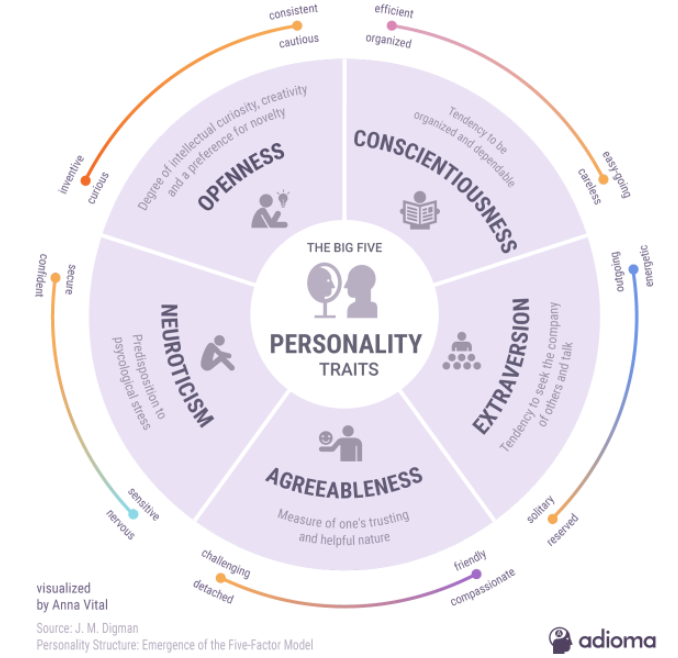 consistent
cautious
efficient
organized
inventive
curious
Degree of intellectual curiosity, creativity
and a preference for novelty
OPENNESS
Tendency to be
organized and dependable
CONSCIENTIOUSNESS
easy-going
careless
THE BIG FIVE
PERSONALITY
TRAITS
confident
secure
NEUROTICISM
Predisposition to
psycological stress
sensitive
nervous
energetic
outgoing
EXTRAVERSION
Tendency to seek the company
of others and talk
solitary
reserved
AGREEABLENESS
Measure of one's trusting
and helpful nature
challenging
detached
friendly
compassionate
visualized
by Anna Vital
Source: J. M. Digman
Personality Structure: Emergence of the Five-Factor Model
adioma